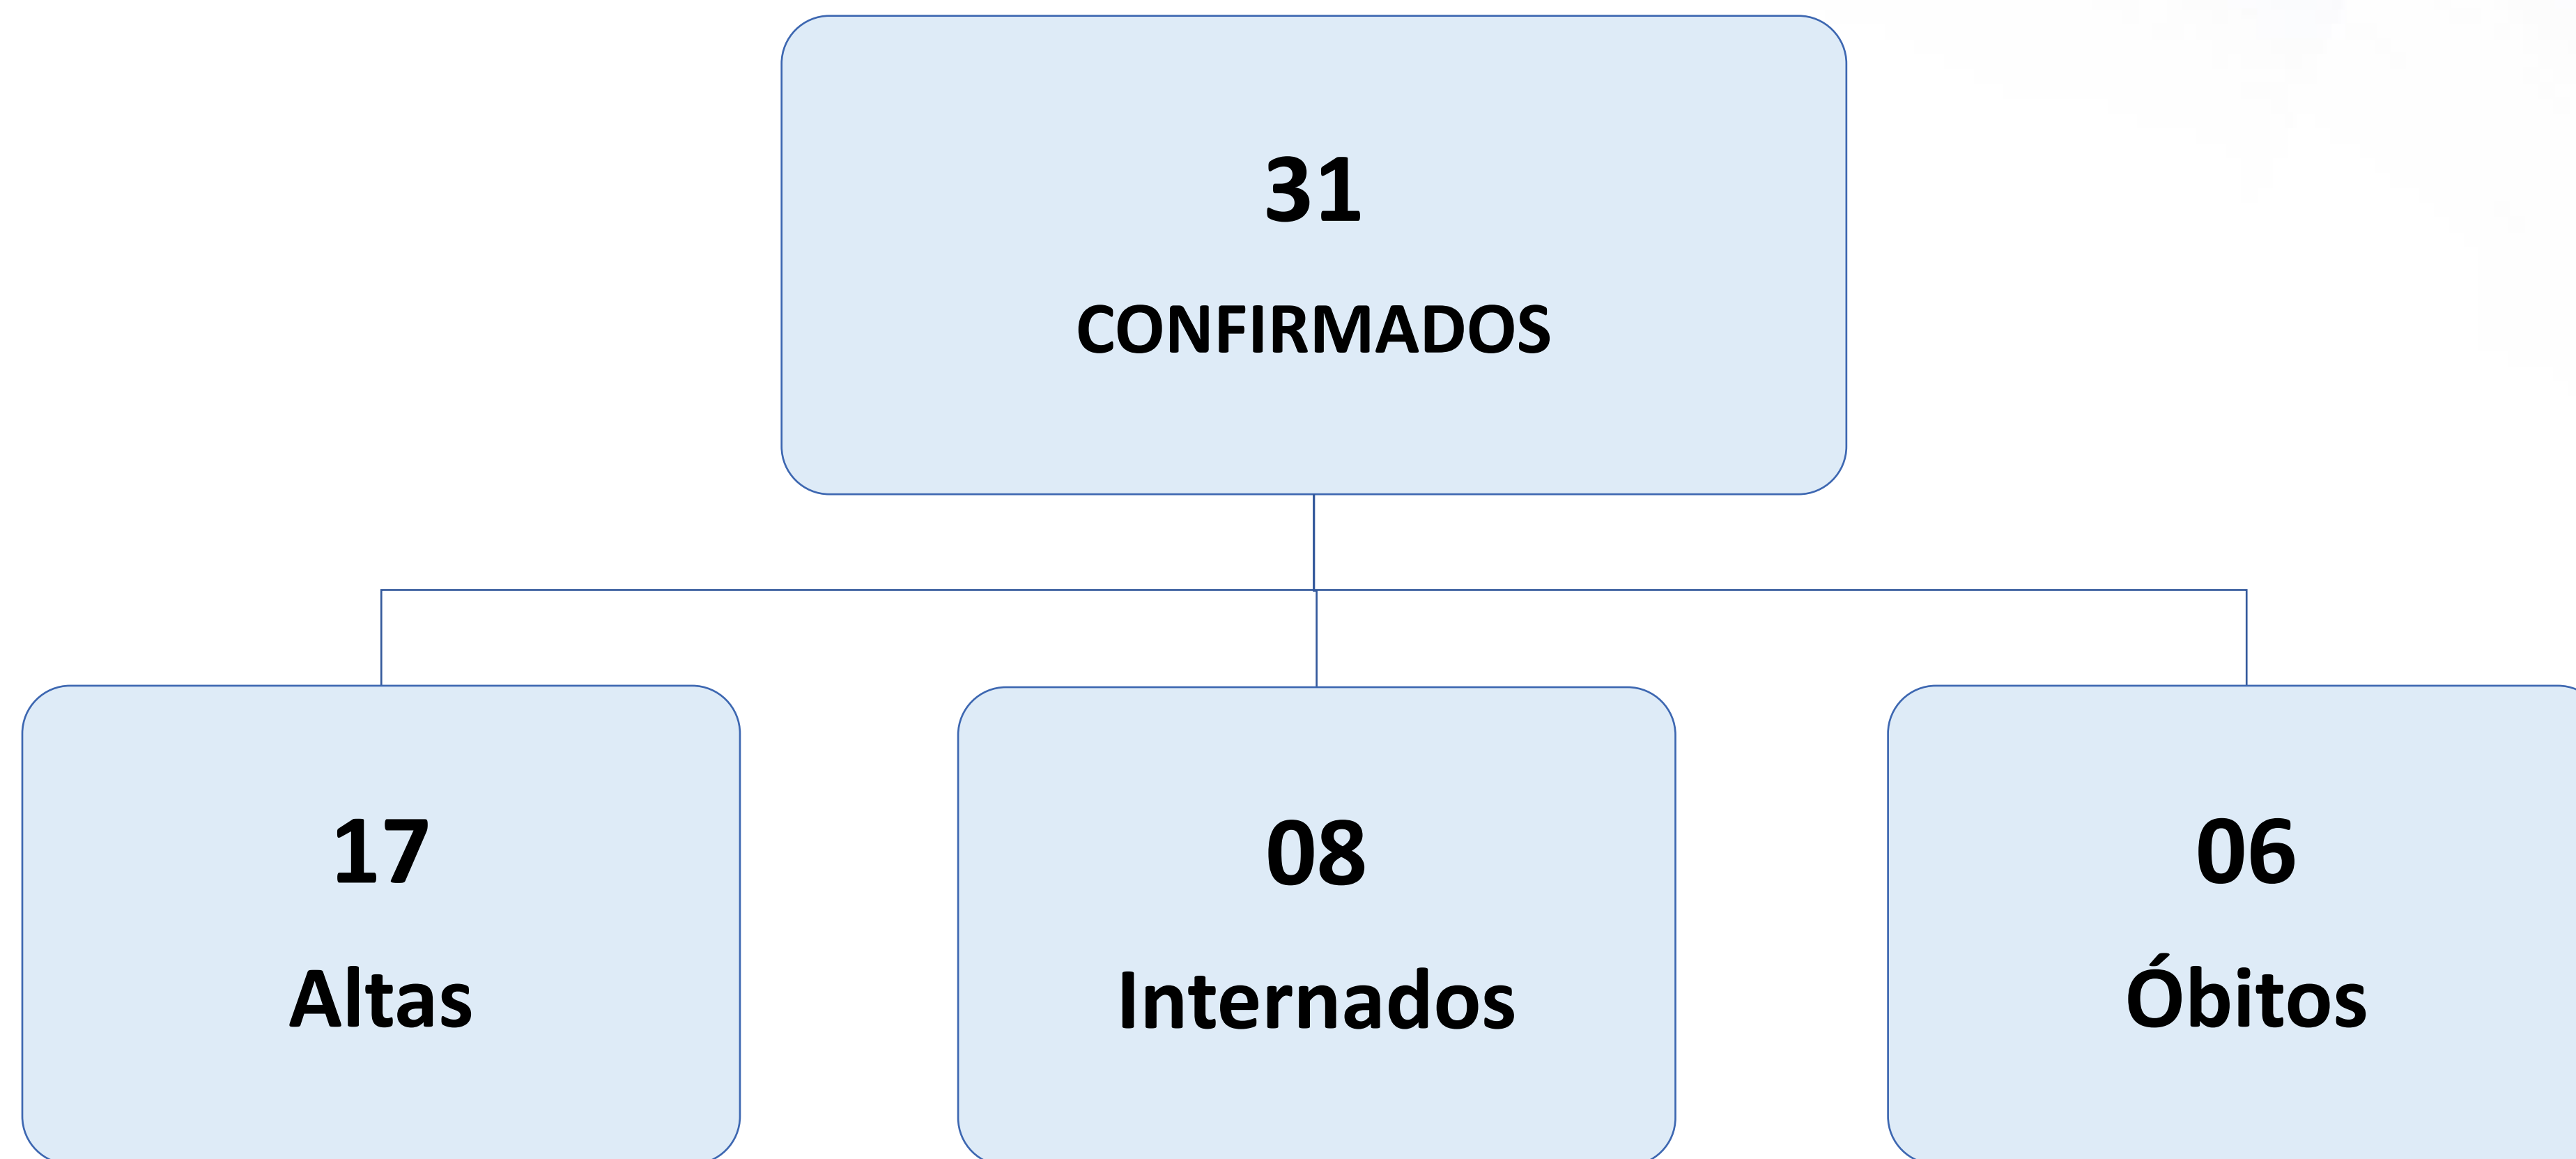 31
CONFIRMADOS
17
Altas
08
Internados
06
Óbitos